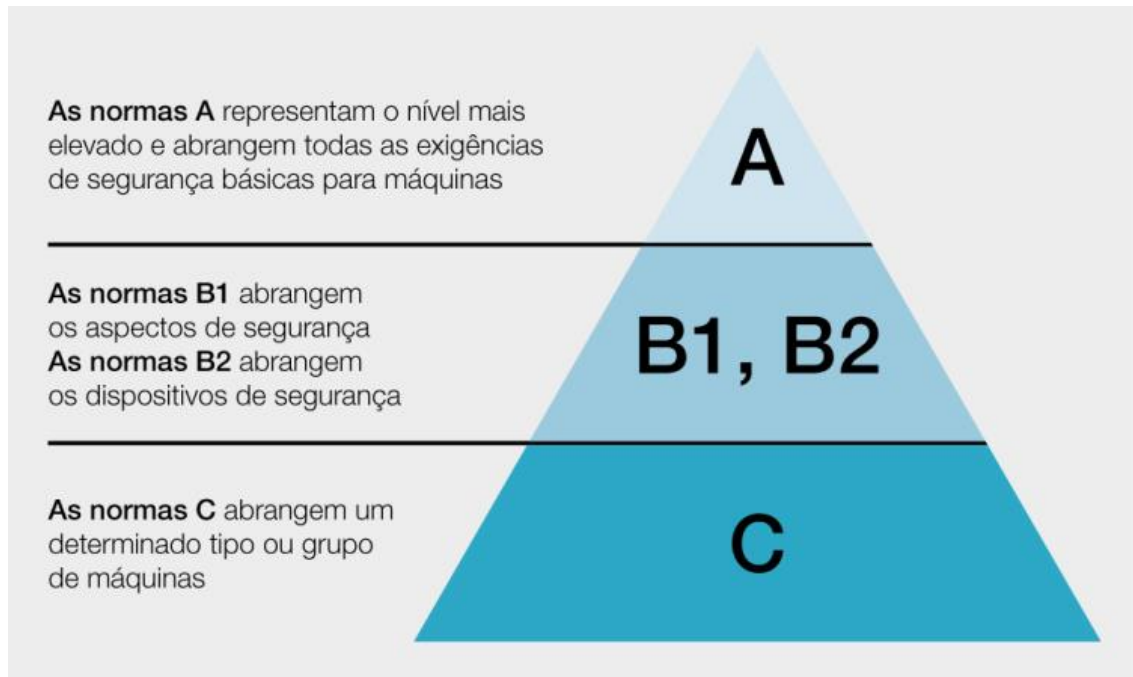 As normas A representam o nível mais
elevado e abrangem todas as exigências
de segurança básicas para máquinas
A
As normas B1 abrangem
os aspectos de segurança
As normas B2 abrangem
os dispositivos de segurança
B1, B2
As normas C abrangem um
determinado tipo ou grupo
de máquinas
C